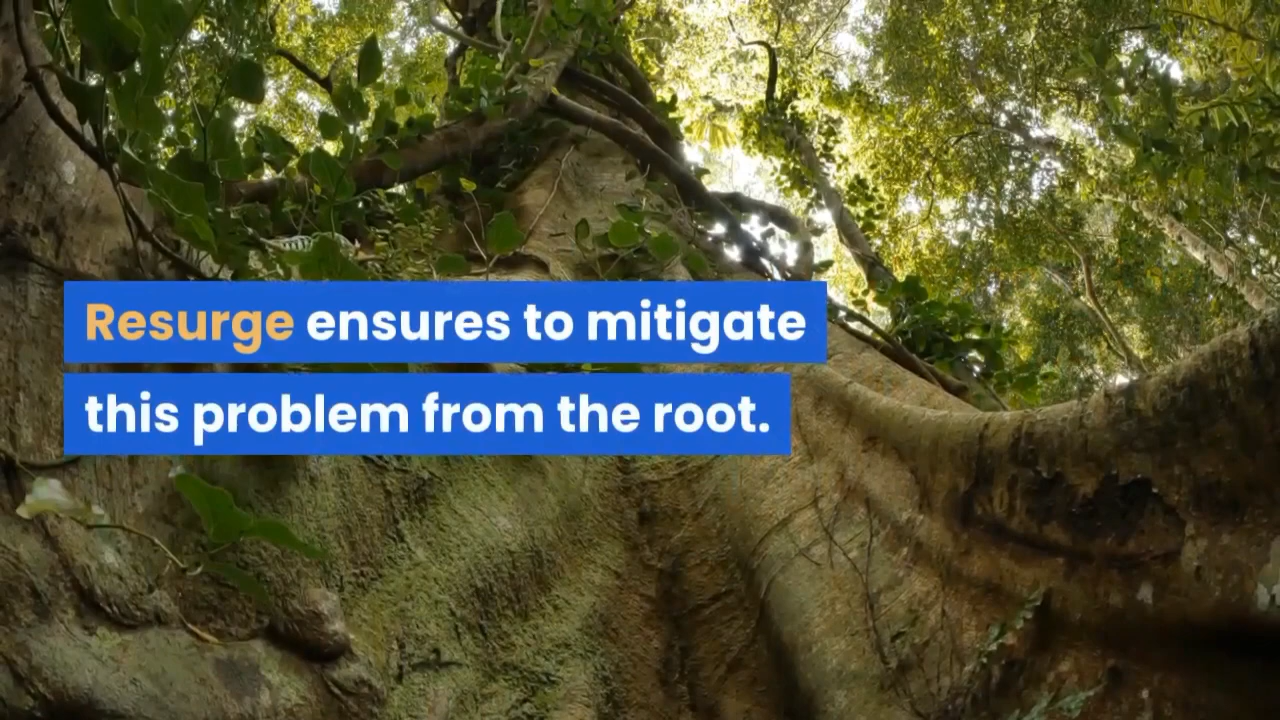 Resurge ensures to mitigate
this problem from the root.